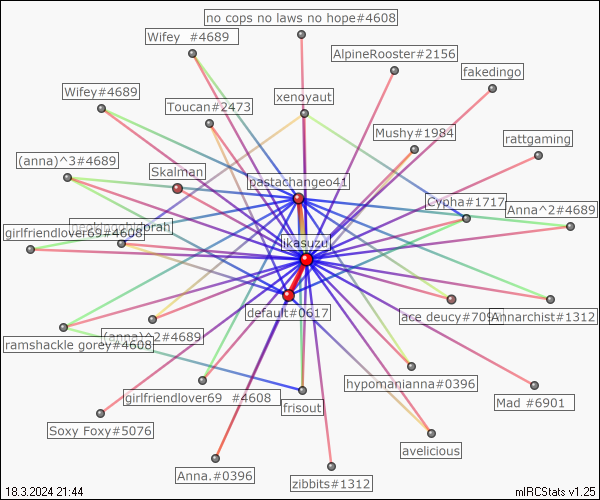 no cops no laws no hope#4608
Wifey  #4689
AlpineRooster#2156
fakedingo
Wifey#4689
xenoyaut
Toucan#2473
Mushy#1984
rattgaming
(anna)^3#4689
Skalman
pastachangeo41
Cypha#1717
Anna^2#4689
girlfriendlover69#4608
ikasuzu
default#0617
ace deucy#709
Annarchist#1312
ramshackle gorey#4608
(anna)^2#4689
hypomanianna#0396
girlfriendlover69  #4608
frisout
Mad #6901
Soxy Foxy#5076
avelicious
Anna.#0396
zibbits#1312
18.3.2024 21:44
mIRCStats v1.25